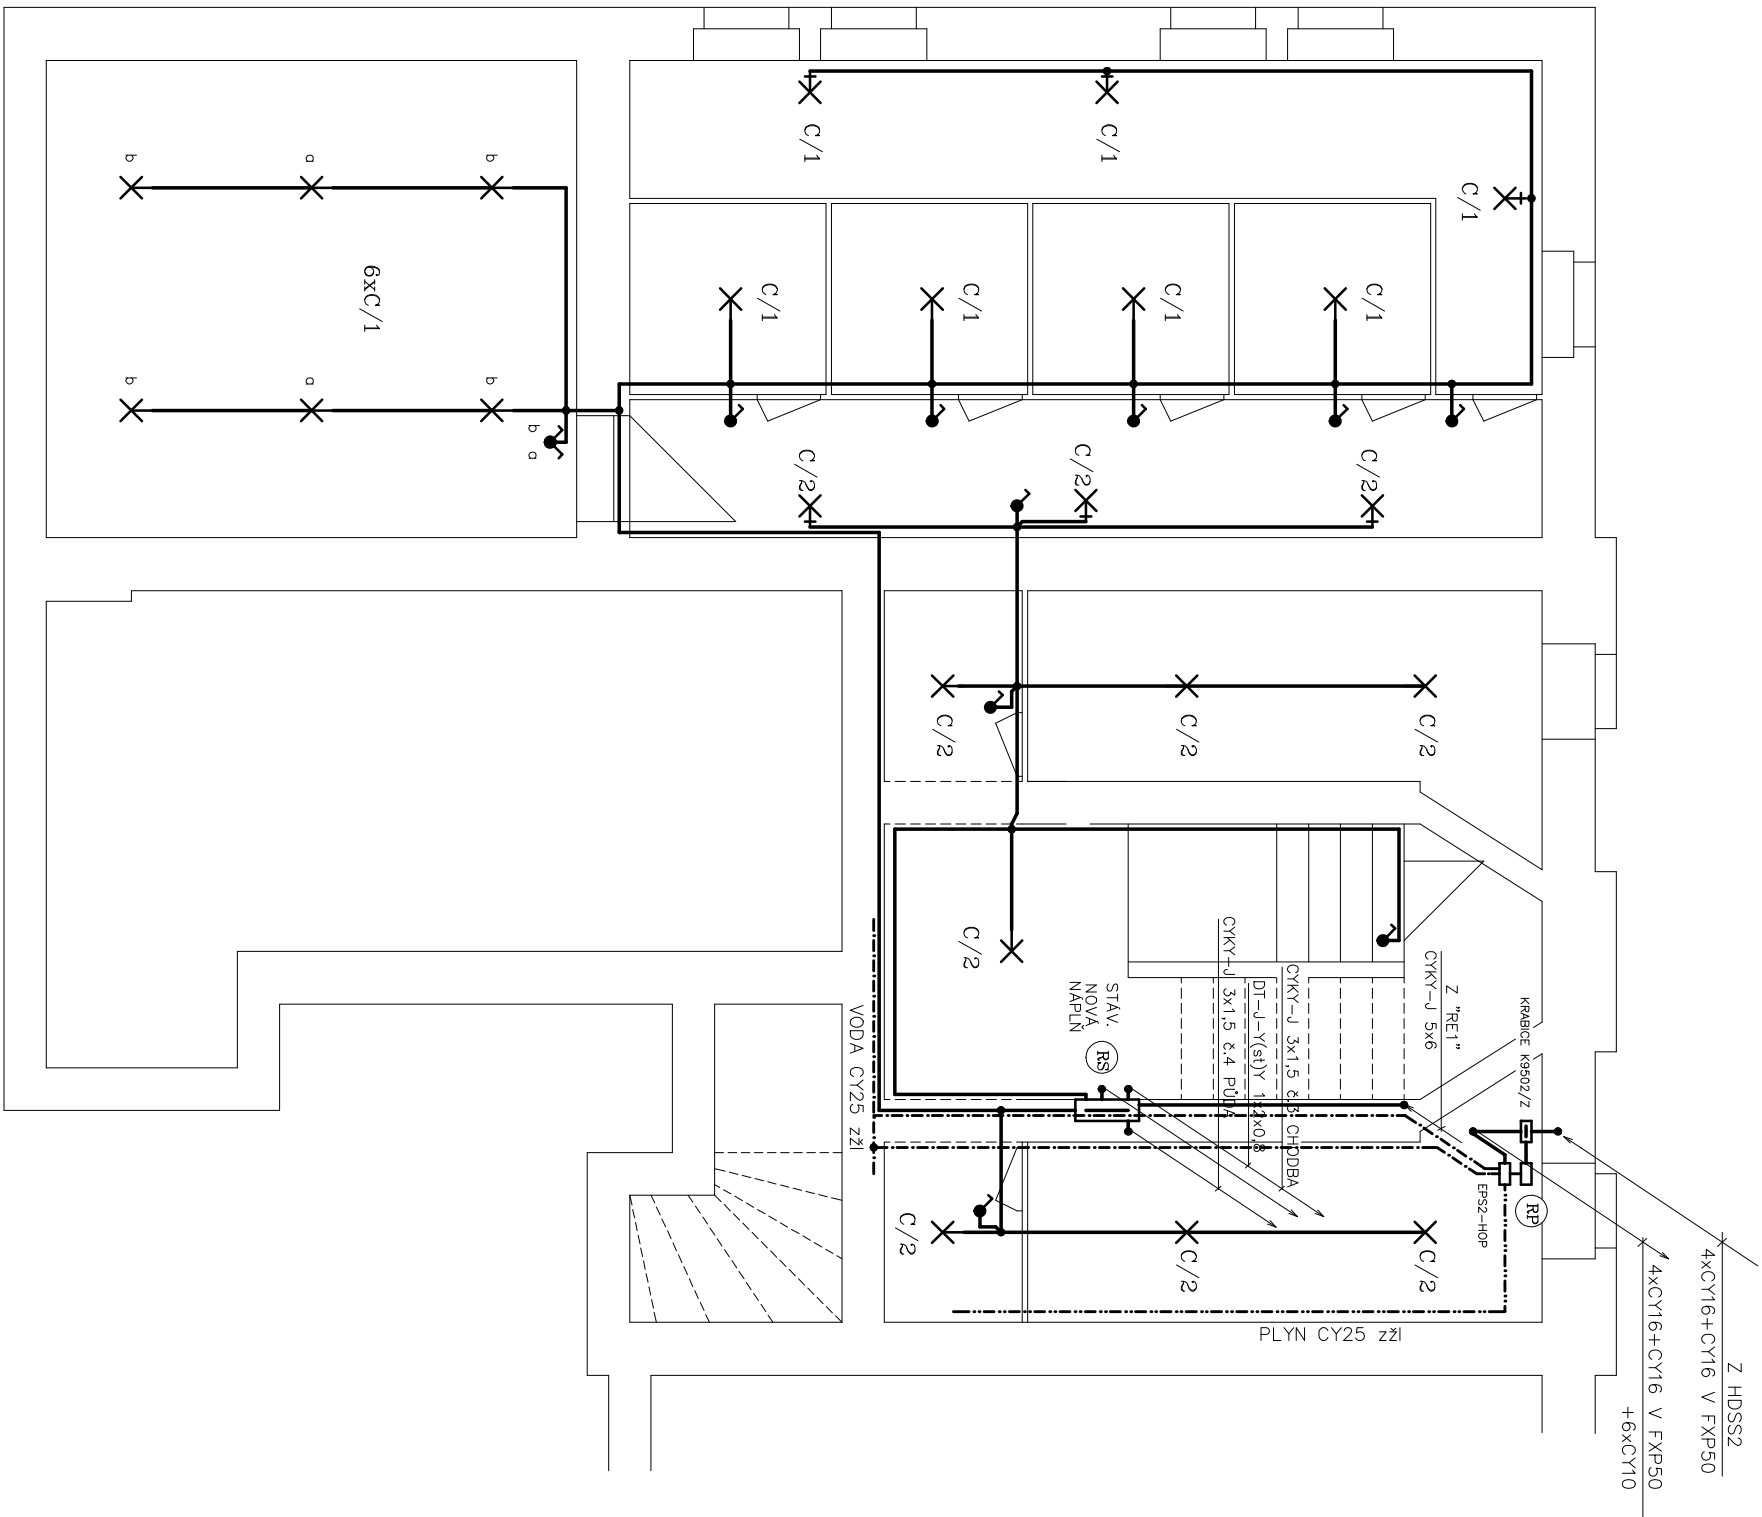 C/1
C/1
C/1
b
a
b
6xC/1
C/1
C/1
C/1
C/1
b
a
b
b
a
C/2
C/2
C/2
C/2
C/2
C/2
C/2
CYKY-J 3x1,5 č.4 PŮDA
DT-J-Y(st)Y 1x2x0,8
CYKY-J 3x1,5 č.3 CHODBA
Z "RE1"
CYKY-J 5x6
KRABICE K9502/Z
STÁV.
NOVÁ
NÁPLŇ
RS
VODA CY25 zžl
EPS2-HOP
RP
C/2
C/2
C/2
PLYN CY25 zžl
Z HDSS2
4xCY16+CY16 V FXP50
4xCY16+CY16 V FXP50
+6xCY10